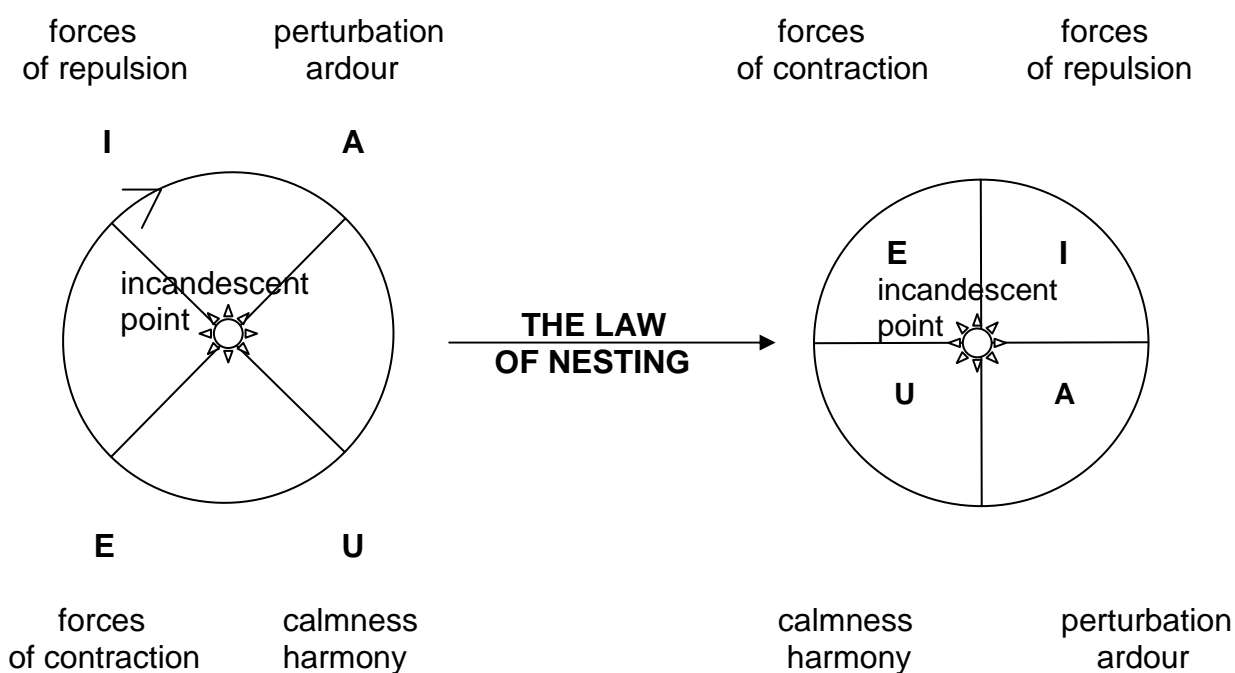 forces
of repulsion
perturbation
ardour
I
A
incandescent
point
E
U
forces
of contraction
calmness
harmony
THE LAW
OF NESTING
forces
of contraction
forces
of repulsion
E
I
incandescent
point
U
A
calmness
harmony
perturbation
ardour